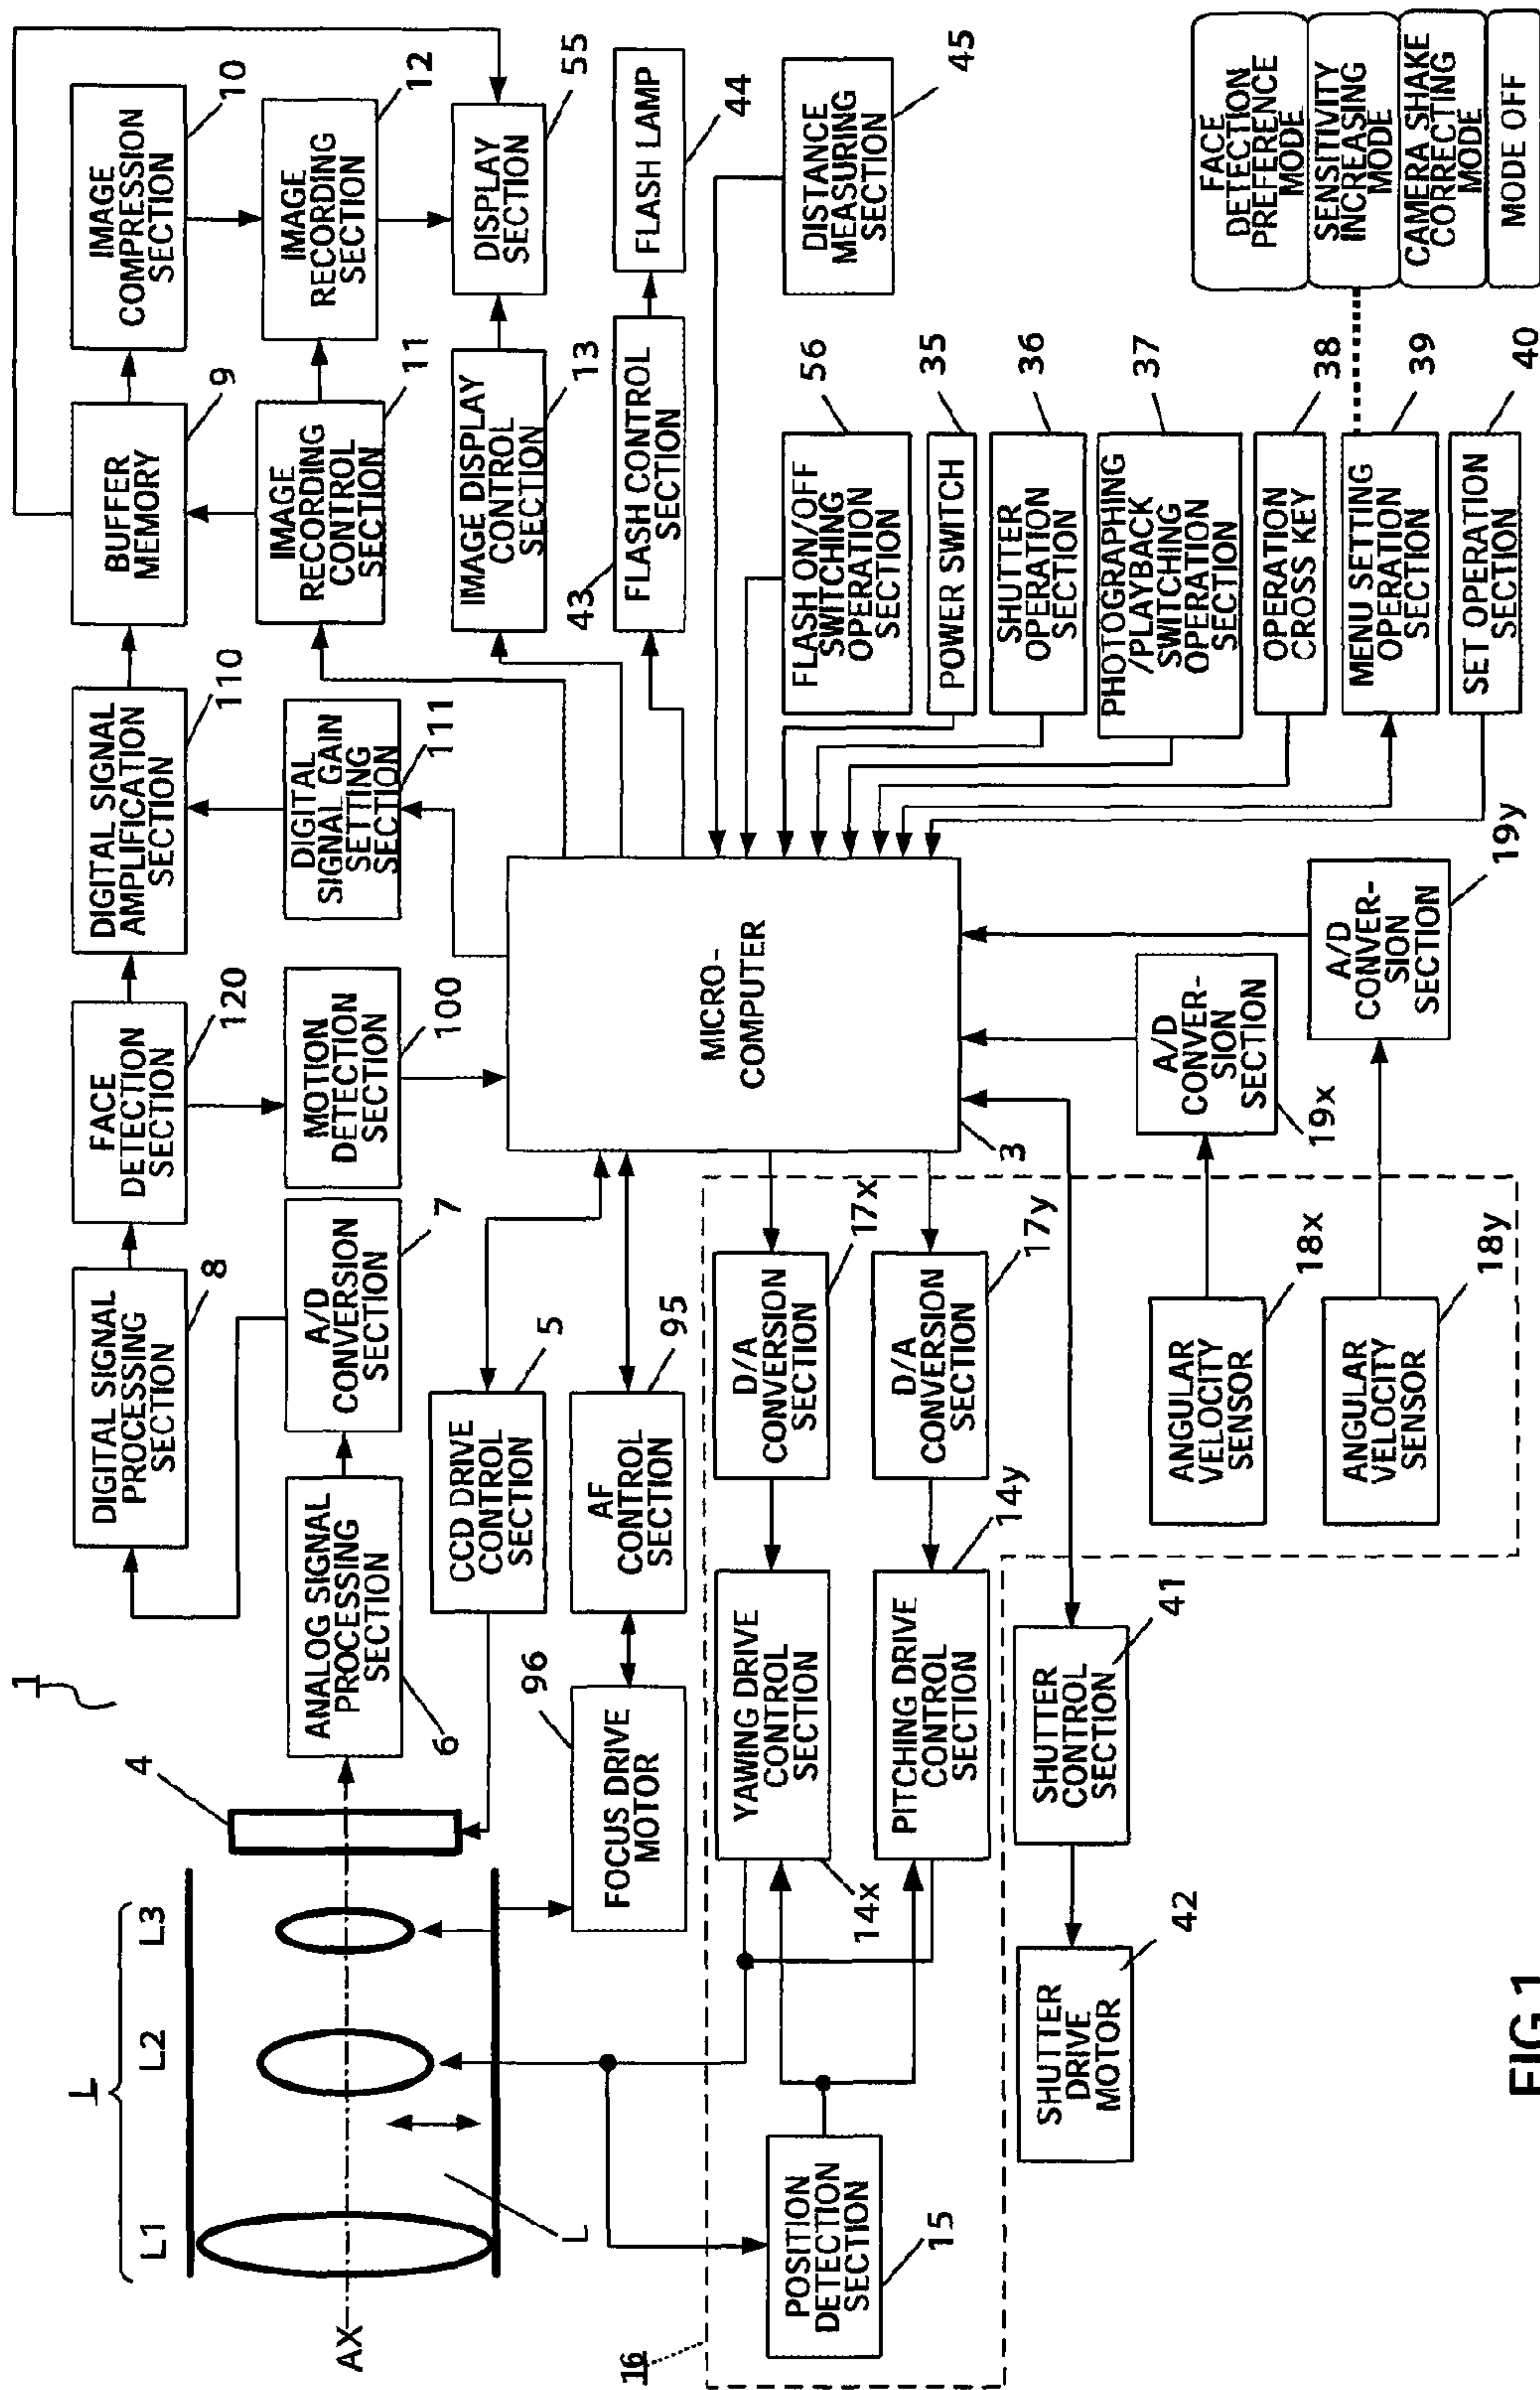 1
L
L1
L2
L3
AX
L
4
ANALOG SIGNAL
PROCESSING
SECTION
6
A/D
CONVERSION
SECTION
7
DIGITAL SIGNAL
PROCESSING
SECTION
8
FACE
DETECTION
SECTION
120
MOTION
DETECTION
SECTION
100
DIGITAL SIGNAL
AMPLIFICATION
SECTION
110
DIGITAL
SIGNAL GAIN
SETTING
SECTION
111
BUFFER
MEMORY
9
IMAGE
COMPRESSION
SECTION
10
IMAGE
RECORDING
CONTROL
SECTION
11
IMAGE
RECORDING
SECTION
12
IMAGE DISPLAY
CONTROL
SECTION
13
DISPLAY
SECTION
55
43
FLASH CONTROL
SECTION
FLASH LAMP
44
DISTANCE
MEASURING
SECTION
45
CCD DRIVE
CONTROL
SECTION
5
AF
CONTROL
SECTION
95
96
FOCUS DRIVE
MOTOR
MICRO-
COMPUTER
3
FLASH ON/OFF
SWITCHING
OPERATION
SECTION
56
POWER SWITCH
35
SHUTTER
OPERATION
SECTION
36
PHOTOGRAPHING
/PLAYBACK
SWITCHING
OPERATION
SECTION
37
OPERATION
CROSS KEY
38
MENU SETTING
OPERATION
SECTION
39
SET OPERATION
SECTION
40
FACE
DETECTION
PREFERENCE
MODE
SENSITIVITY
INCREASING
MODE
CAMERA SHAKE
CORRECTING
MODE
MODE OFF
16
POSITION
DETECTION
SECTION
15
YAWING DRIVE
CONTROL
SECTION
14x
D/A
CONVERSION
SECTION
17x
PITCHING DRIVE
CONTROL
SECTION
14y
D/A
CONVERSION
SECTION
17y
ANGULAR
VELOCITY
SENSOR
18x
A/D
CONVER-
SION
SECTION
19x
ANGULAR
VELOCITY
SENSOR
18y
A/D
CONVER-
SION
SECTION
19y
SHUTTER
CONTROL
SECTION
41
SHUTTER
DRIVE
MOTOR
42
FIG.1